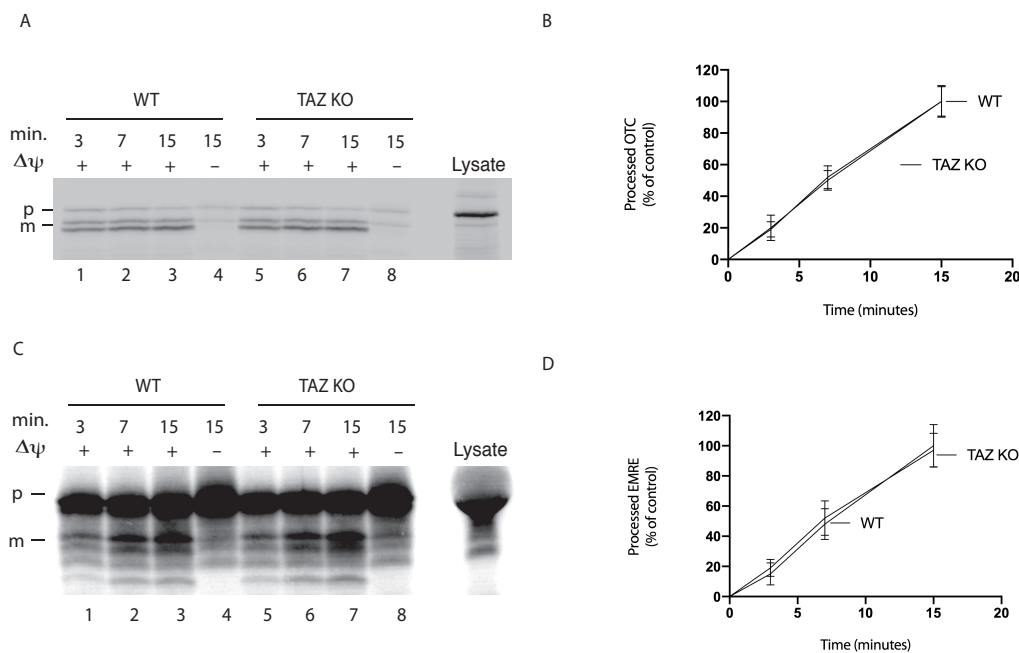 A
WT TAZ KO
min. 3 7 15 15 3 7 15 15
Δψ + + + – + + + – Lysate
p
m
1 2 3 4 5 6 7 8
B
120
100
80
60
40
20
0
0 5 10 15 20
Processed OTC
(% of control)
WT
TAZ KO
Time (minutes)
C
WT TAZ KO
min. 3 7 15 15 3 7 15 15
Δψ + + + – + + + – Lysate
p
m
1 2 3 4 5 6 7 8
D
120
100
80
60
40
20
0
0 5 10 15 20
Processed EMRE
(% of control)
TAZ KO
WT
Time (minutes)